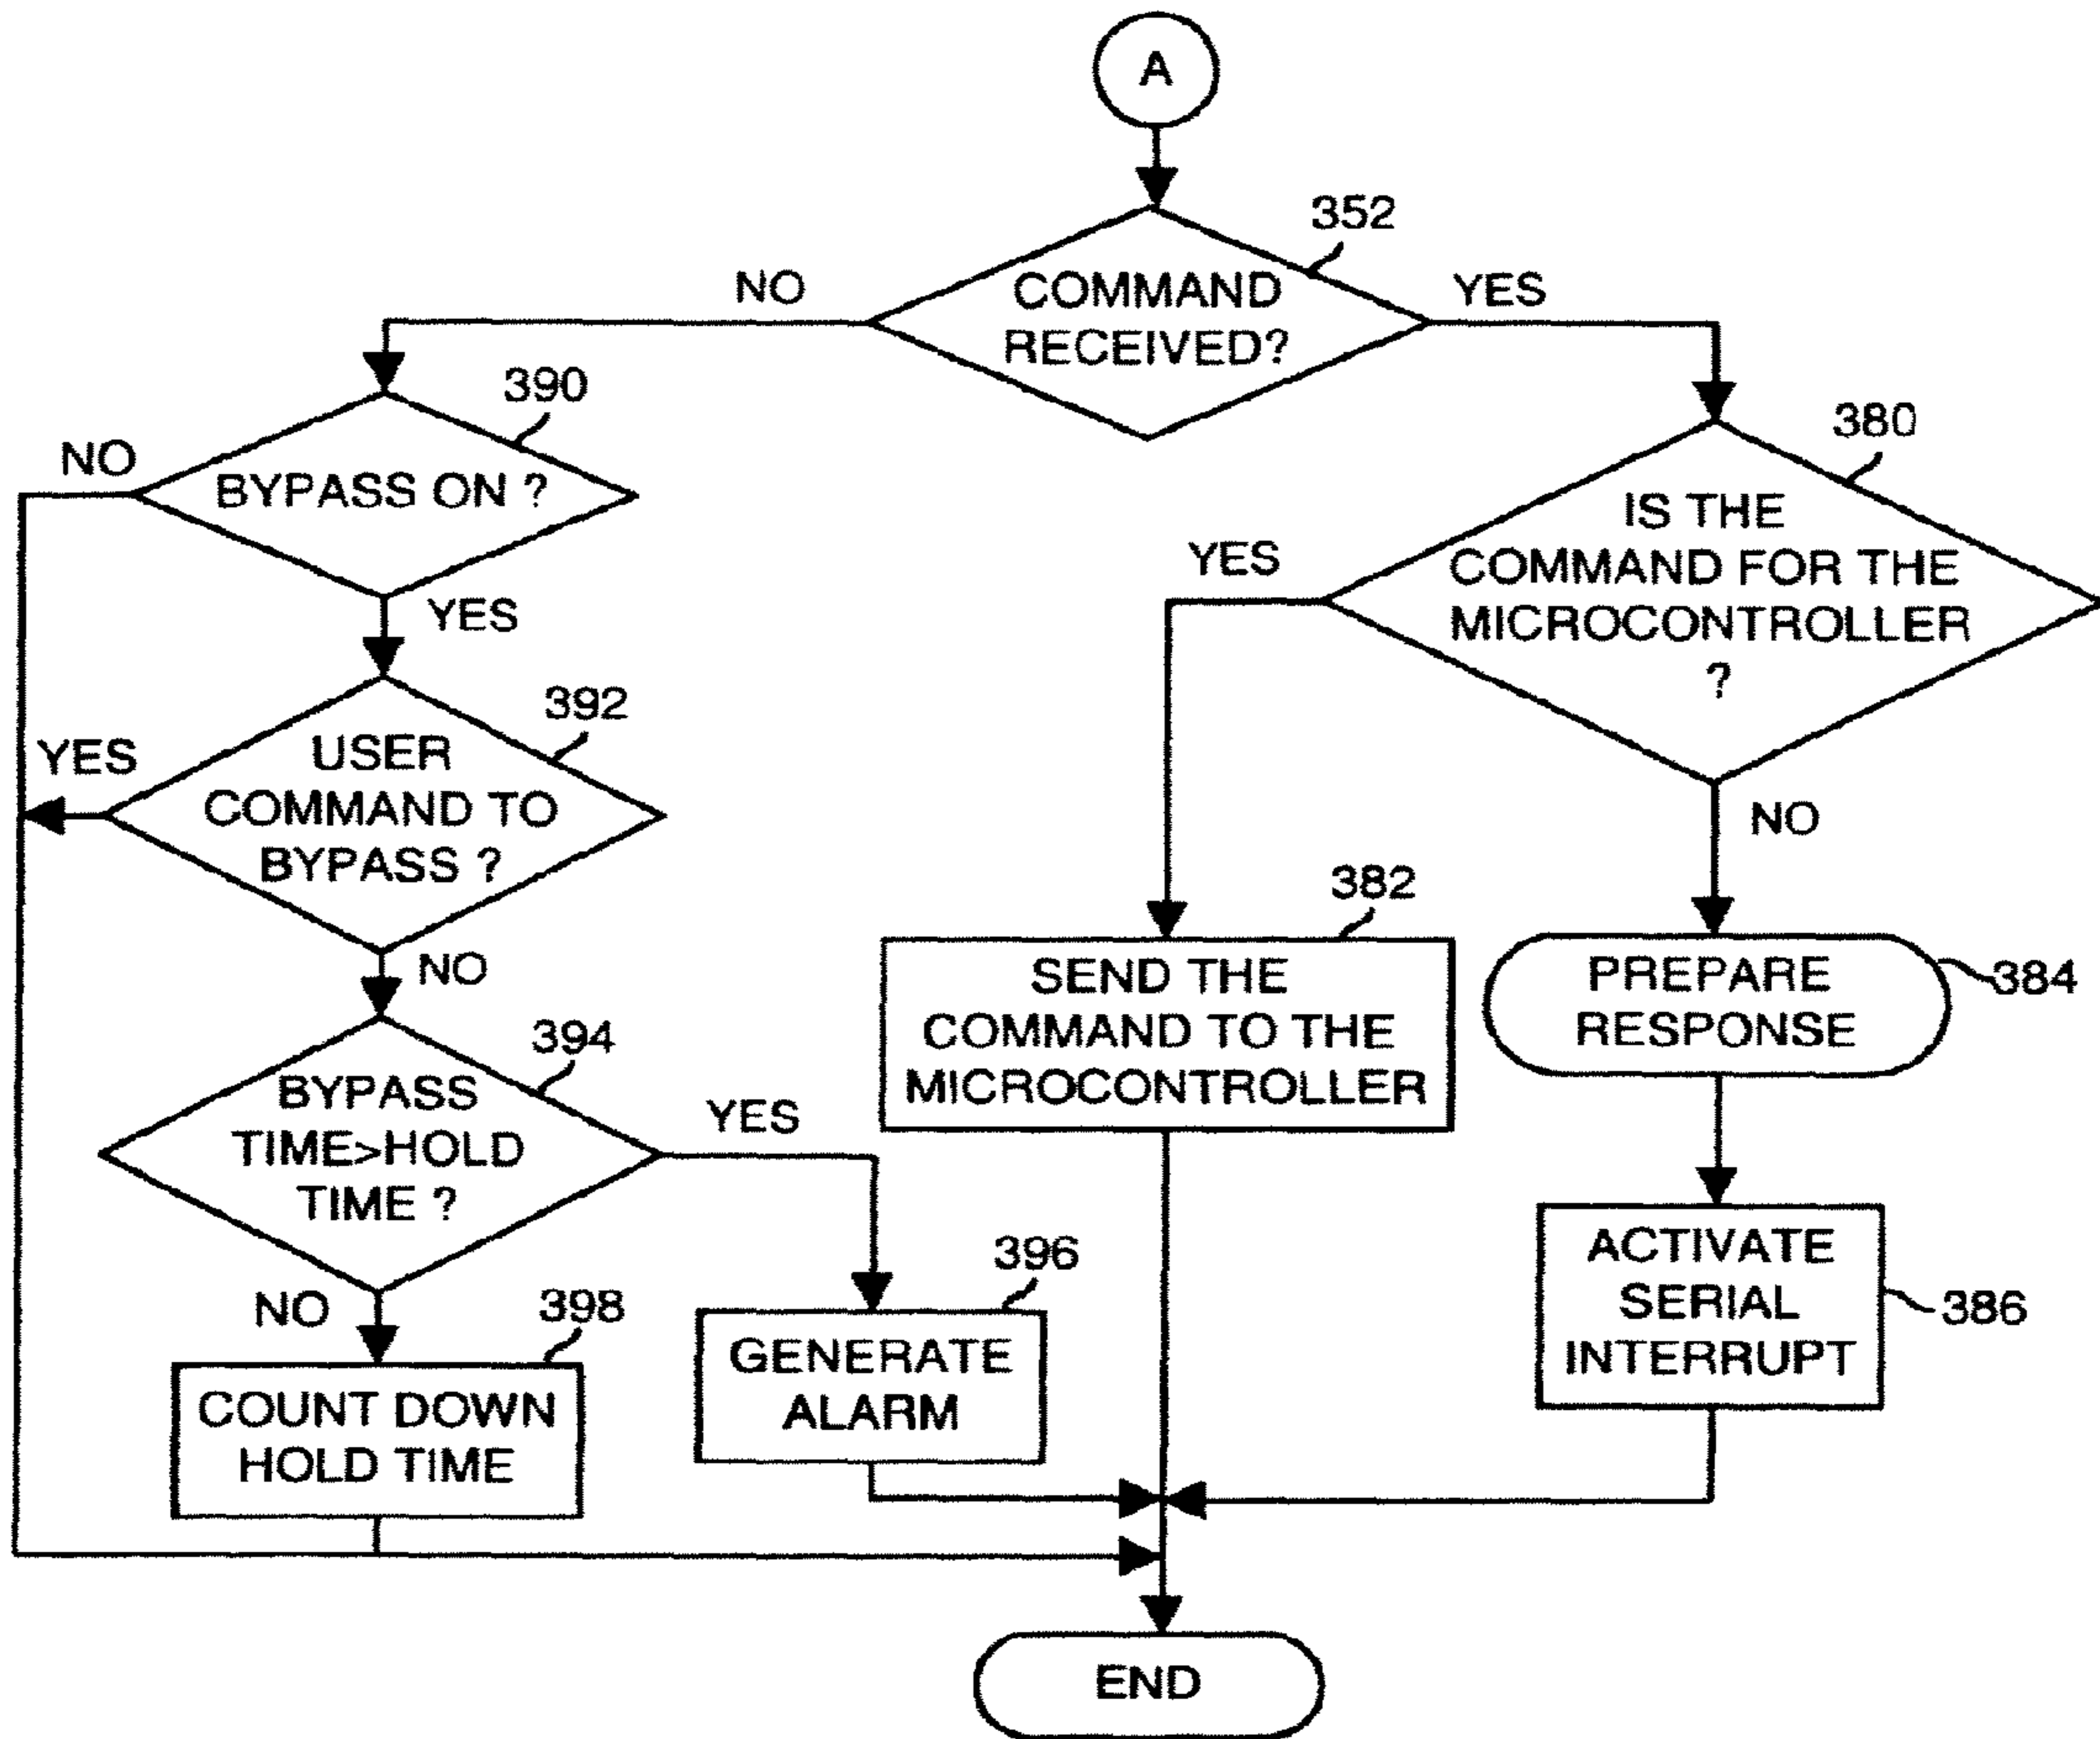 A
352
NO
COMMAND
RECEIVED?
YES
390
NO
BYPASS ON ?
YES
380
IS THE
COMMAND FOR THE
MICROCONTROLLER
?
YES
NO
392
YES
USER
COMMAND TO
BYPASS ?
NO
382
SEND THE
COMMAND TO THE
MICROCONTROLLER
PREPARE
RESPONSE
384
394
BYPASS
TIME>HOLD
TIME ?
YES
NO
396
GENERATE
ALARM
398
COUNT DOWN
HOLD TIME
ACTIVATE
SERIAL
INTERRUPT
386
END